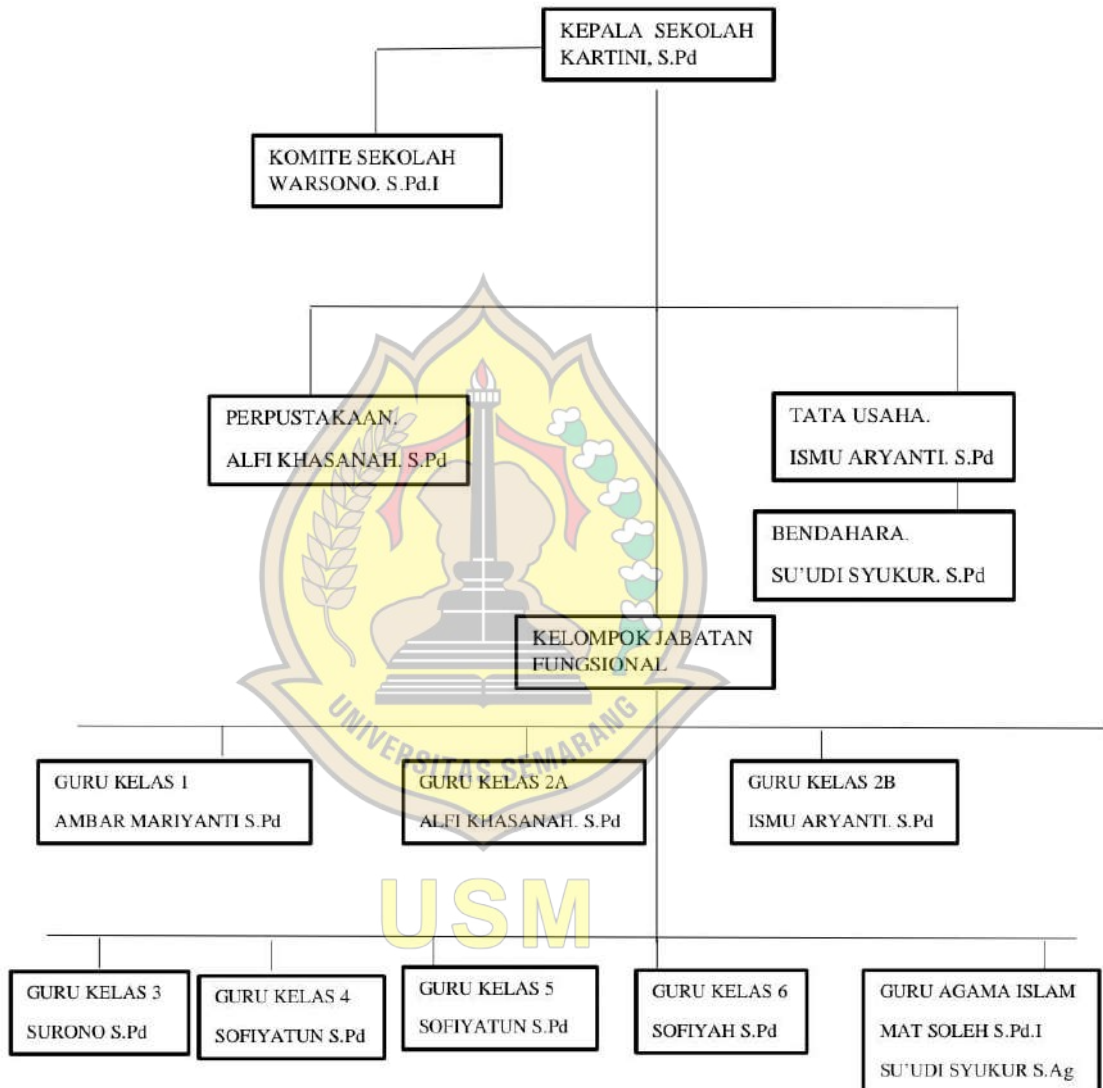 KEPALA SEKOLAH
KARTINI, S.Pd
KOMITE SEKOLAH
WARSONO. S.Pd.I
PERPUSTAKAAN.
ALFI KHASANAH. S.Pd
TATA USAHA.
ISMU ARYANTI. S.Pd
BENDAHARA.
SU'UDI SYUKUR. S.Pd
KELOMPOK JABATAN
FUNGSIONAL
UNIVERSITAS SEMARANG
GURU KELAS 1
AMBAR MARIYANTI S.Pd
GURU KELAS 2A
ALFI KHASANAH. S.Pd
GURU KELAS 2B
ISMU ARYANTI. S.Pd
USM
GURU KELAS 3
SURONO S.Pd
GURU KELAS 4
SOFIYATUN S.Pd
GURU KELAS 5
SOFIYATUN S.Pd
GURU KELAS 6
SOFIYAH S.Pd
GURU AGAMA ISLAM
MAT SOLEH S.Pd.I
SU'UDI SYUKUR S.Ag